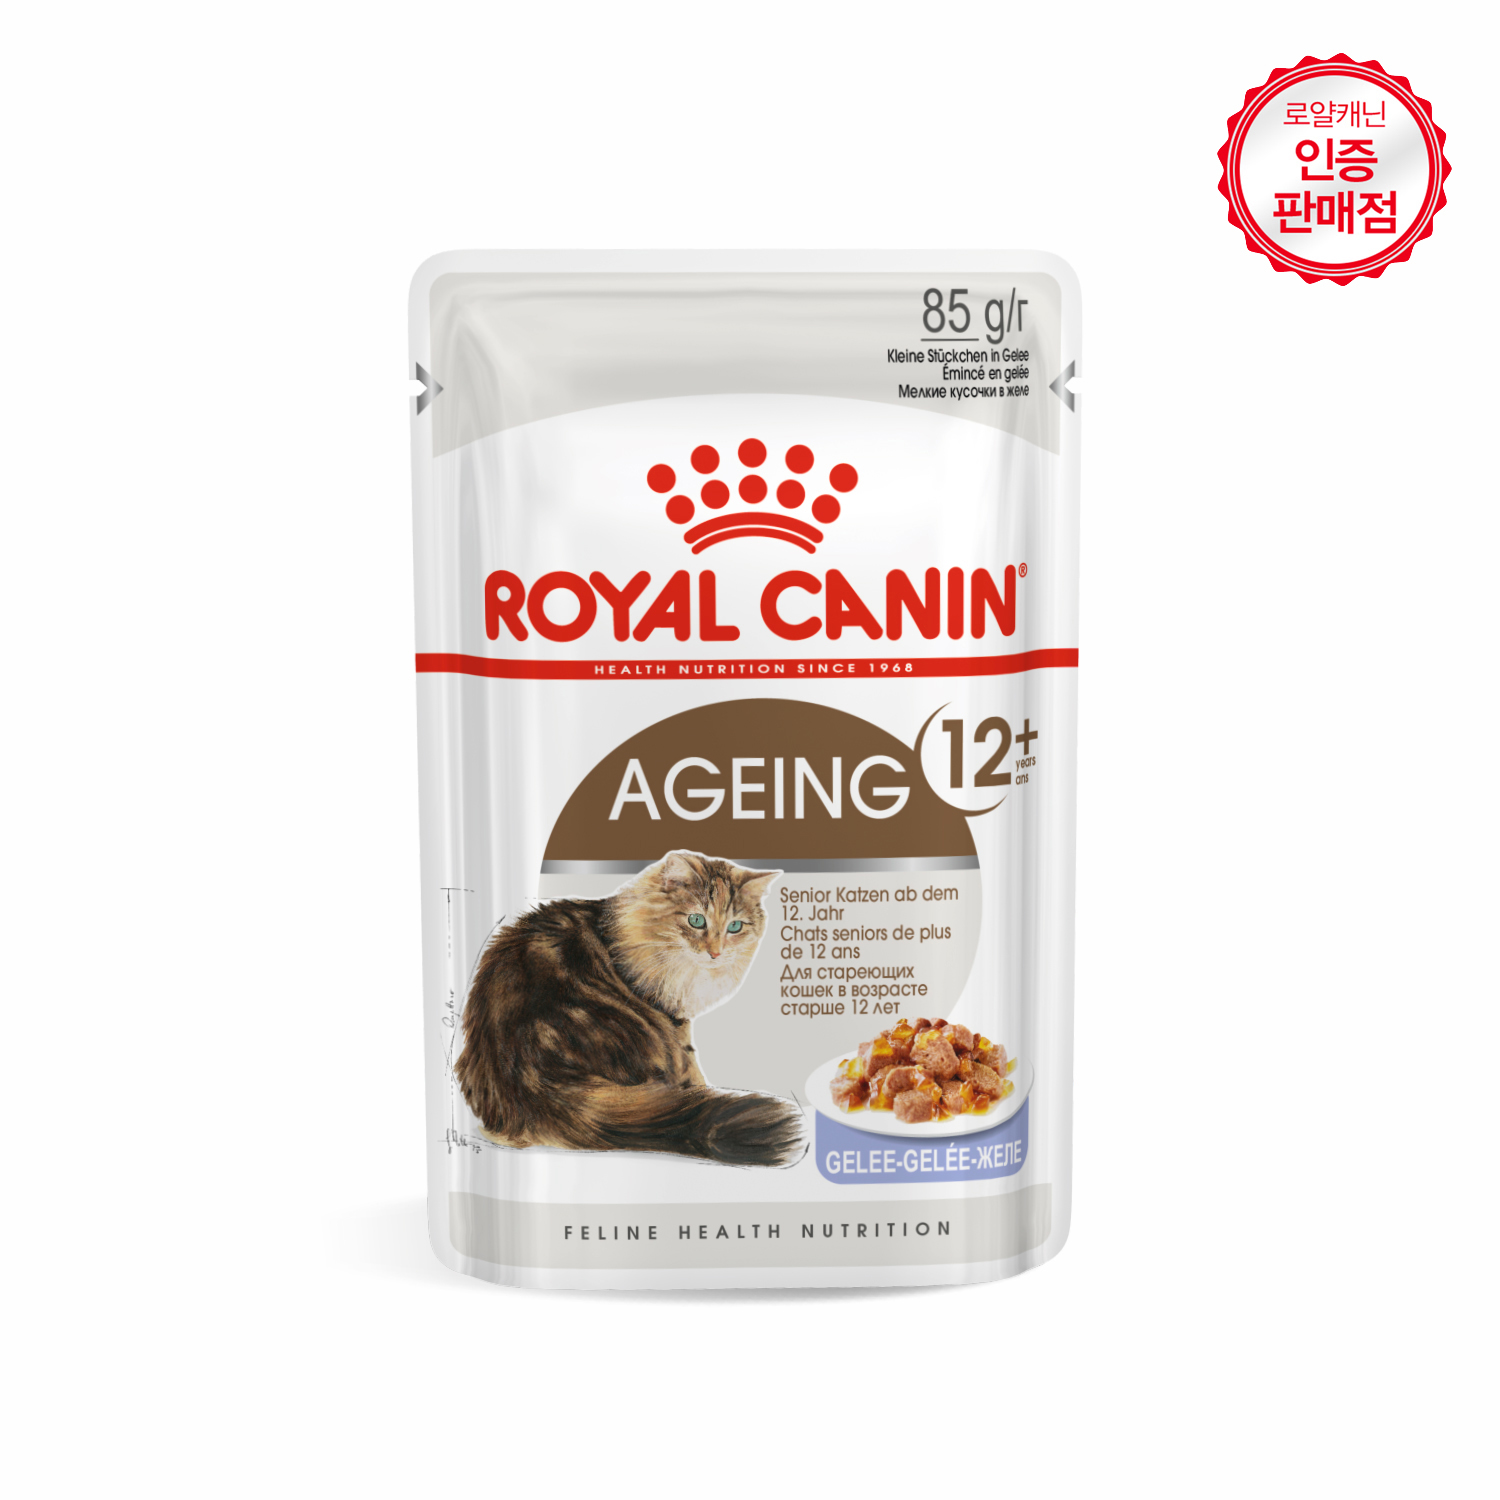 로얄캐닌
인증
판매점
85 g/г
Kleine Stückchen in Gelee
Émincé en gelée
Мелкие кусочки в желе
ROYAL CANIN®
HEALTH NUTRITION SINCE 1968
AGEING 12+
years
ans
Senior Katzen ab dem
12. Jahr
Chats seniors de plus
de 12 ans
Для стареющих
кошек в возрасте
старше 12 лет
GELEE-GELÉE-ЖЕЛЕ
FELINE HEALTH NUTRITION